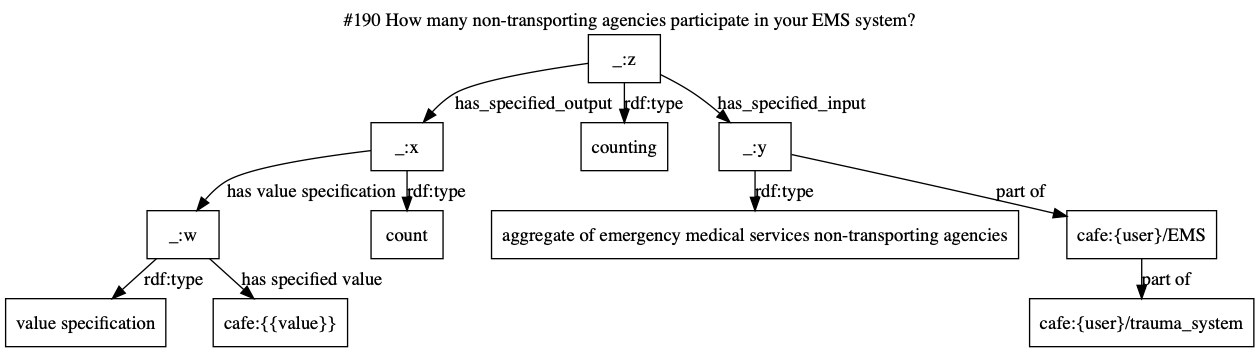 #190 How many non-transporting agencies participate in your EMS system?
_:z
has_specified_output
rdf:type
has_specified_input
_:x
counting
_:y
has value specification
rdf:type
rdf:type
part of
_:w
count
aggregate of emergency medical services non-transporting agencies
cafe:{user}/EMS
rdf:type
has specified value
part of
value specification
cafe:{{value}}
cafe:{user}/trauma_system